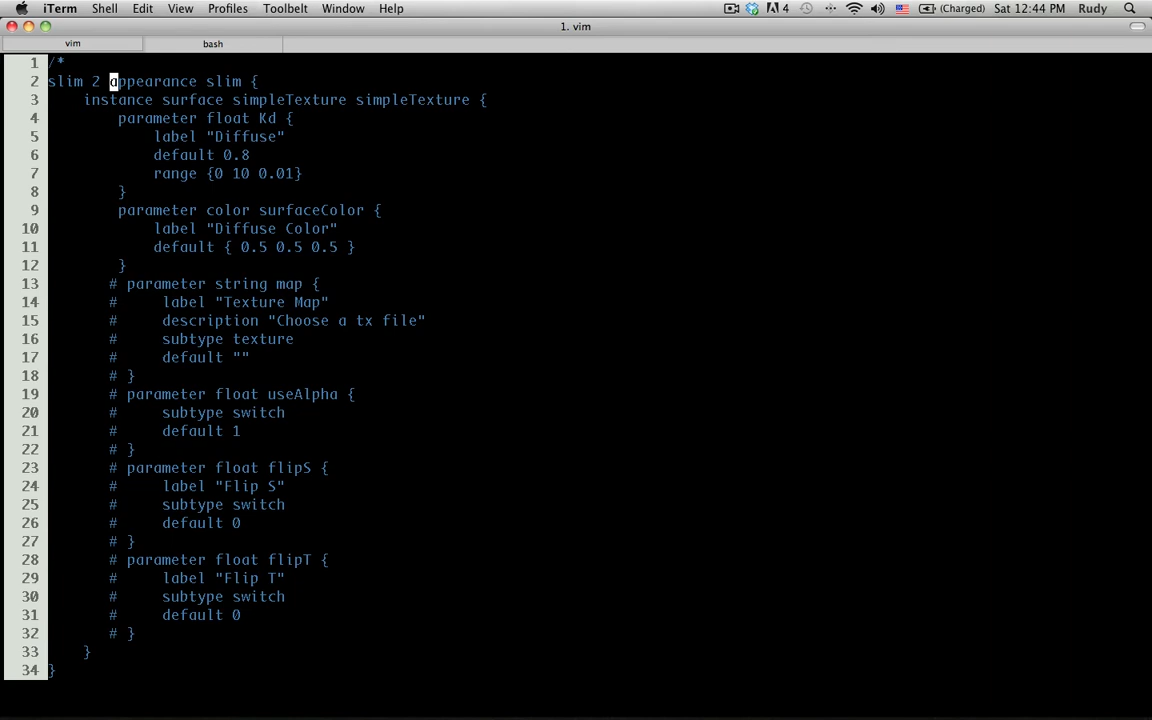 iTerm Shell Edit View Profiles Toolbelt Window Help 4 (Charged) Sat 12:44 PM Rudy
1. vim
vim bash
1 /*
2 slim 2 appearance slim {
3 instance surface simpleTexture simpleTexture {
4 parameter float Kd {
5 label "Diffuse"
6 default 0.8
7 range {0 10 0.01}
8 }
9 parameter color surfaceColor {
10 label "Diffuse Color"
11 default { 0.5 0.5 0.5 }
12 }
13 # parameter string map {
14 # label "Texture Map"
15 # description "Choose a tx file"
16 # subtype texture
17 # default ""
18 # }
19 # parameter float useAlpha {
20 # subtype switch
21 # default 1
22 # }
23 # parameter float flipS {
24 # label "Flip S"
25 # subtype switch
26 # default 0
27 # }
28 # parameter float flipT {
29 # label "Flip T"
30 # subtype switch
31 # default 0
32 # }
33 }
34 }